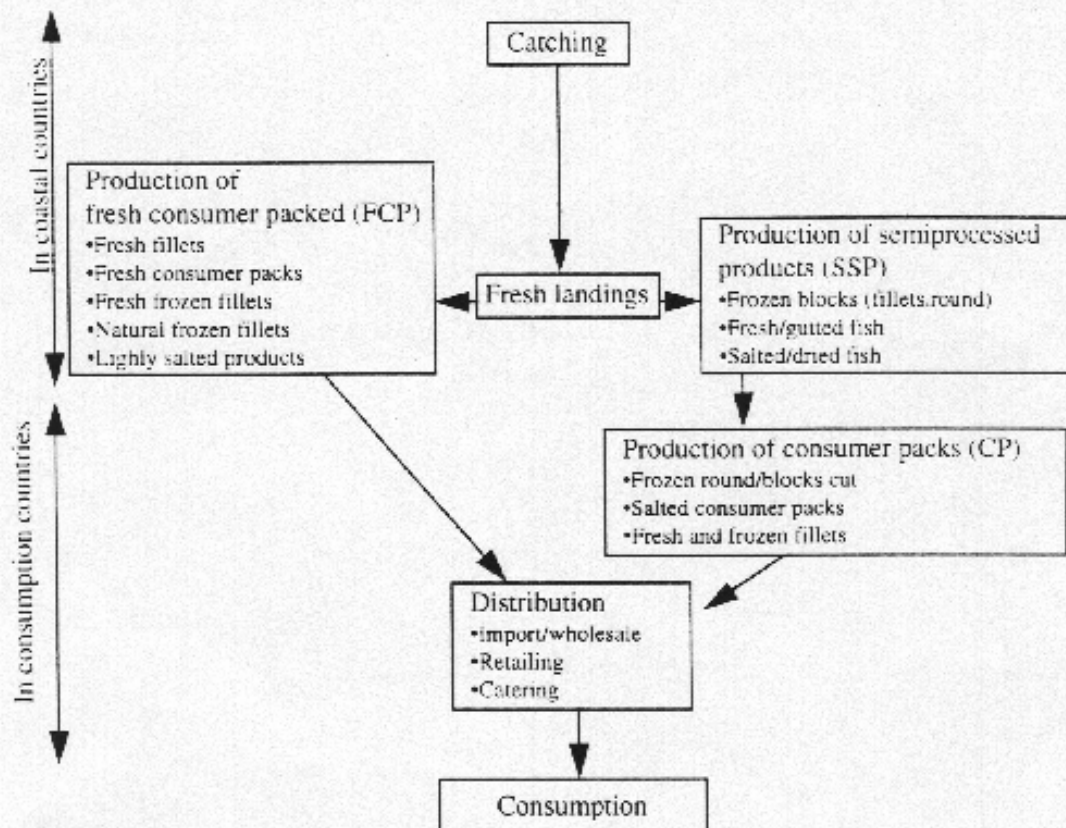 Catching
In coastal countries
Production of
fresh consumer packed (FCP)
•Fresh fillets
•Fresh consumer packs
•Fresh frozen fillets
•Natural frozen fillets
•Lighly salted products
Fresh landings
Production of semiprocessed
products (SSP)
•Frozen blocks (fillets.round)
•Fresh/gutted fish
•Salted/dried fish
In consumption countries
Production of consumer packs (CP)
•Frozen round/blocks cut
•Salted consumer packs
•Fresh and frozen fillets
Distribution
•import/wholesale
•Retailing
•Catering
Consumption